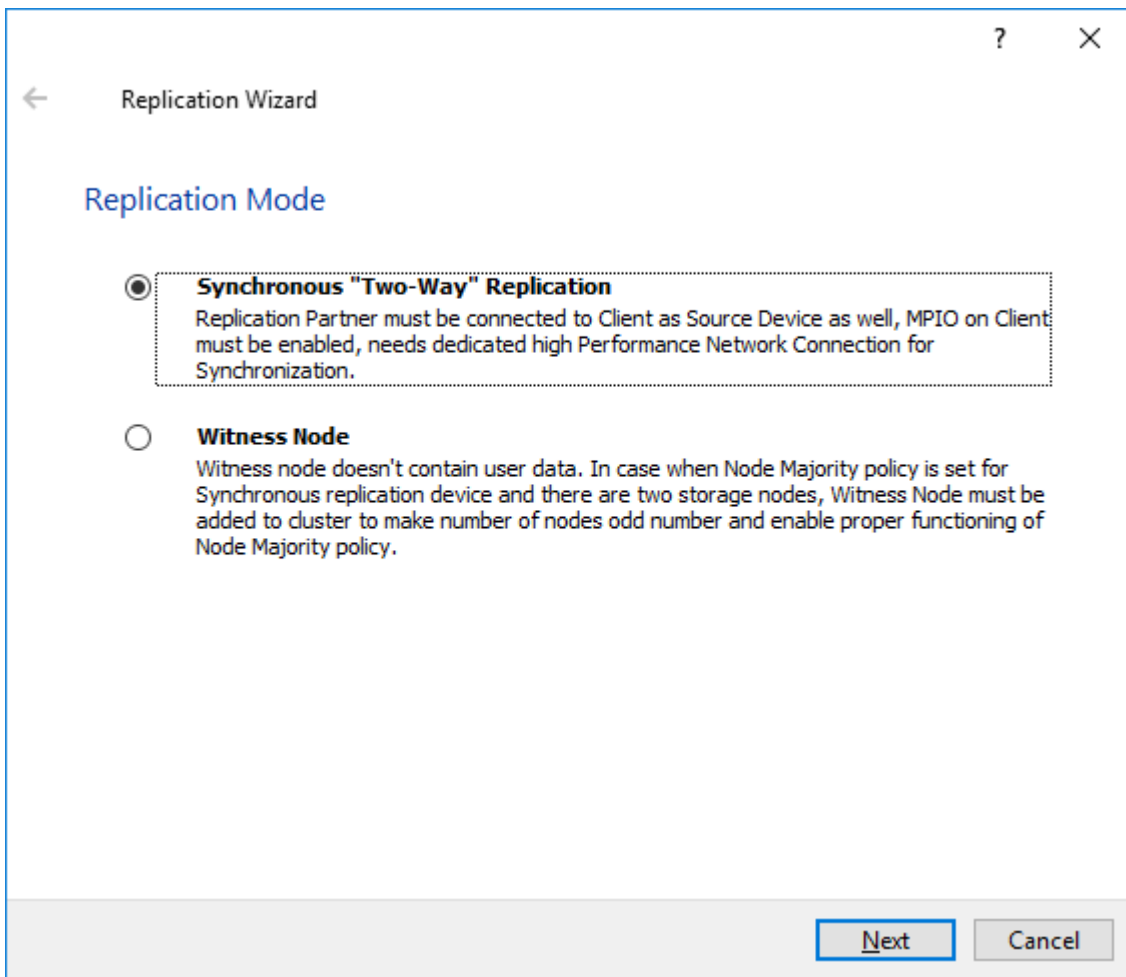 ?
Replication Wizard
Replication Mode
Synchronous "Two-Way" Replication
Replication Partner must be connected to Client as Source Device as well, MPIO on Client
must be enabled, needs dedicated high Performance Network Connection for
Synchronization.
Witness Node
Witness node doesn't contain user data. In case when Node Majority policy is set for
Synchronous replication device and there are two storage nodes, Witness Node must be
added to cluster to make number of nodes odd number and enable proper functioning of
Node Majority policy.
Next Cancel